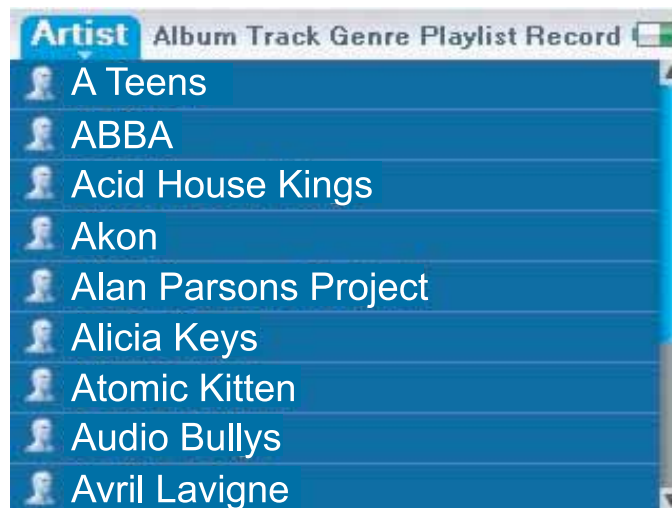 Artist Album Track Genre Playlist Record
A Teens
ABBA
Acid House Kings
Akon
Alan Parsons Project
Alicia Keys
Atomic Kitten
Audio Bullys
Avril Lavigne